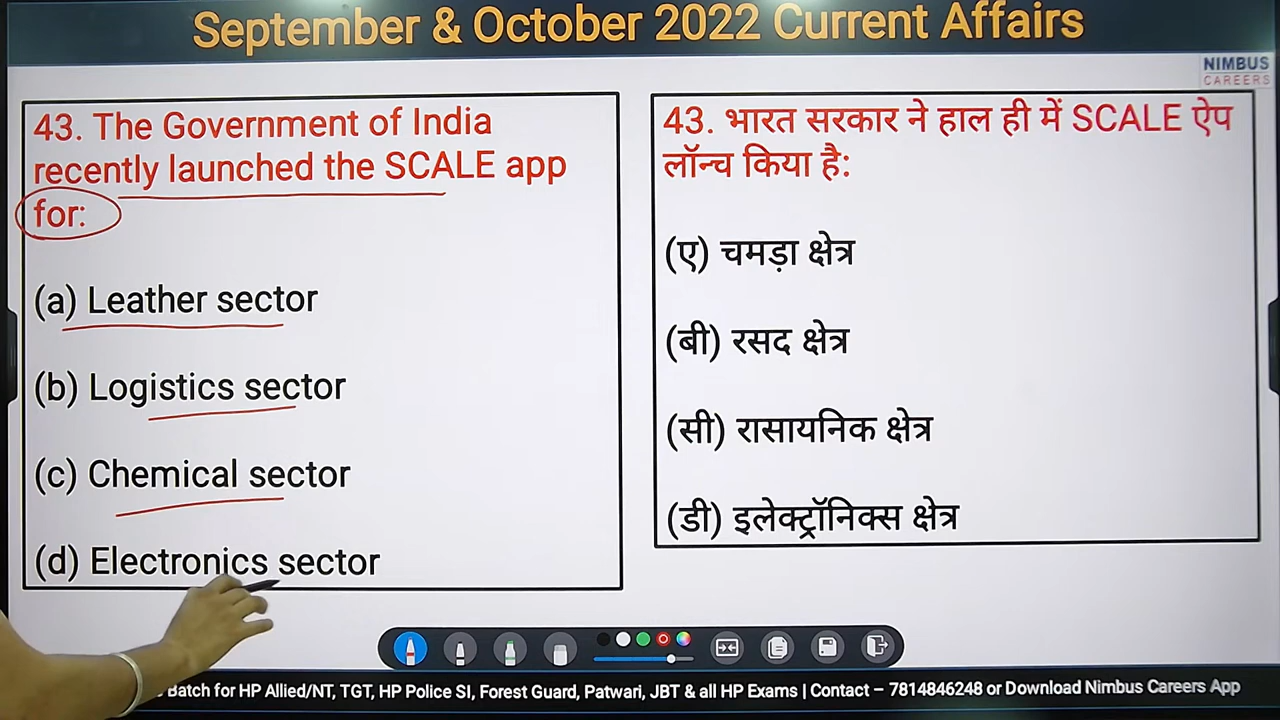 September & October 2022 Current Affairs
NIMBUS
CAREERS
43. The Government of India
recently launched the SCALE app
for:
(a) Leather sector
(b) Logistics sector
(c) Chemical sector
(d) Electronics sector
43. भारत सरकार ने हाल ही में SCALE ऐप
लॉन्च किया है:
(ए) चमड़ा क्षेत्र
(बी) रसद क्षेत्र
(सी) रासायनिक क्षेत्र
(डी) इलेक्ट्रॉनिक्स क्षेत्र
Batch for HP Allied/NT, TGT, HP Police SI, Forest Guard, Patwari, JBT & all HP Exams | Contact – 7814846248 or Download Nimbus Careers App